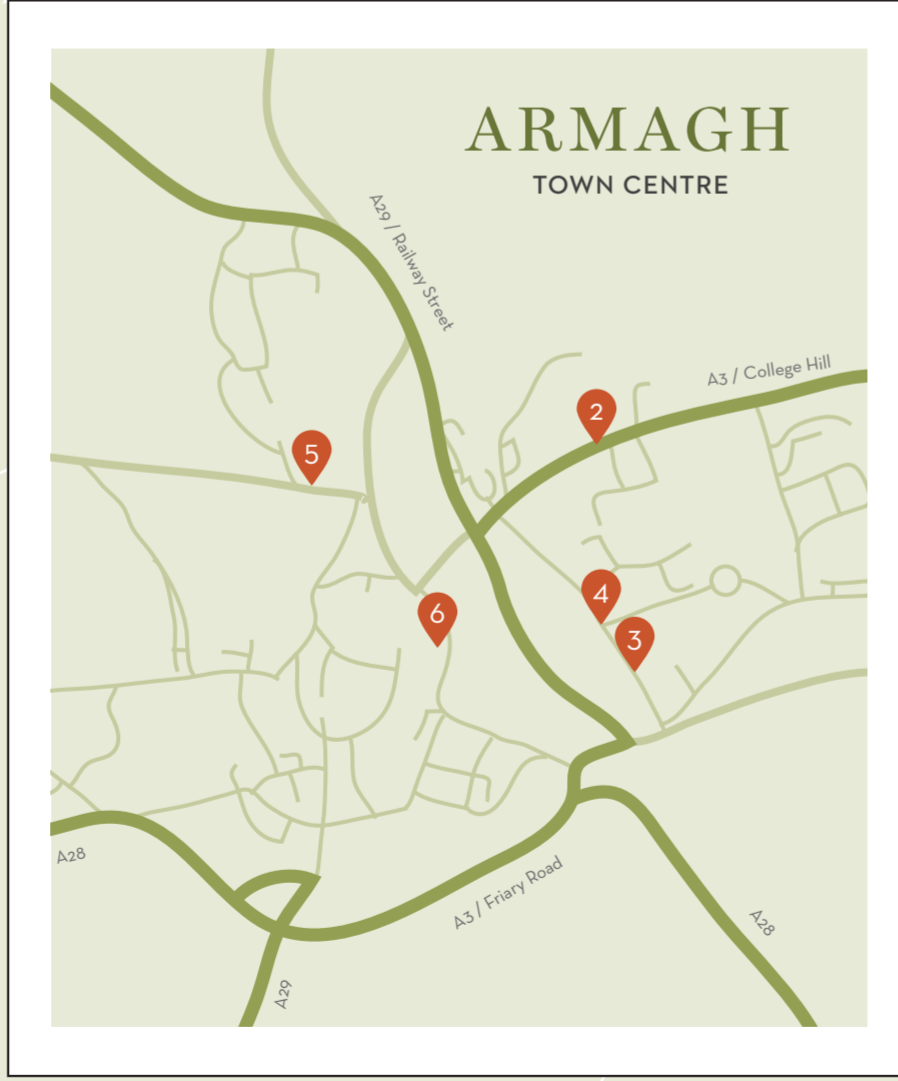 ARMAGH
TOWN CENTRE
A29 / Railway Street
A3 / College Hill
2
5
4
6
3
A28
A3 / Friary Road
A28
A29